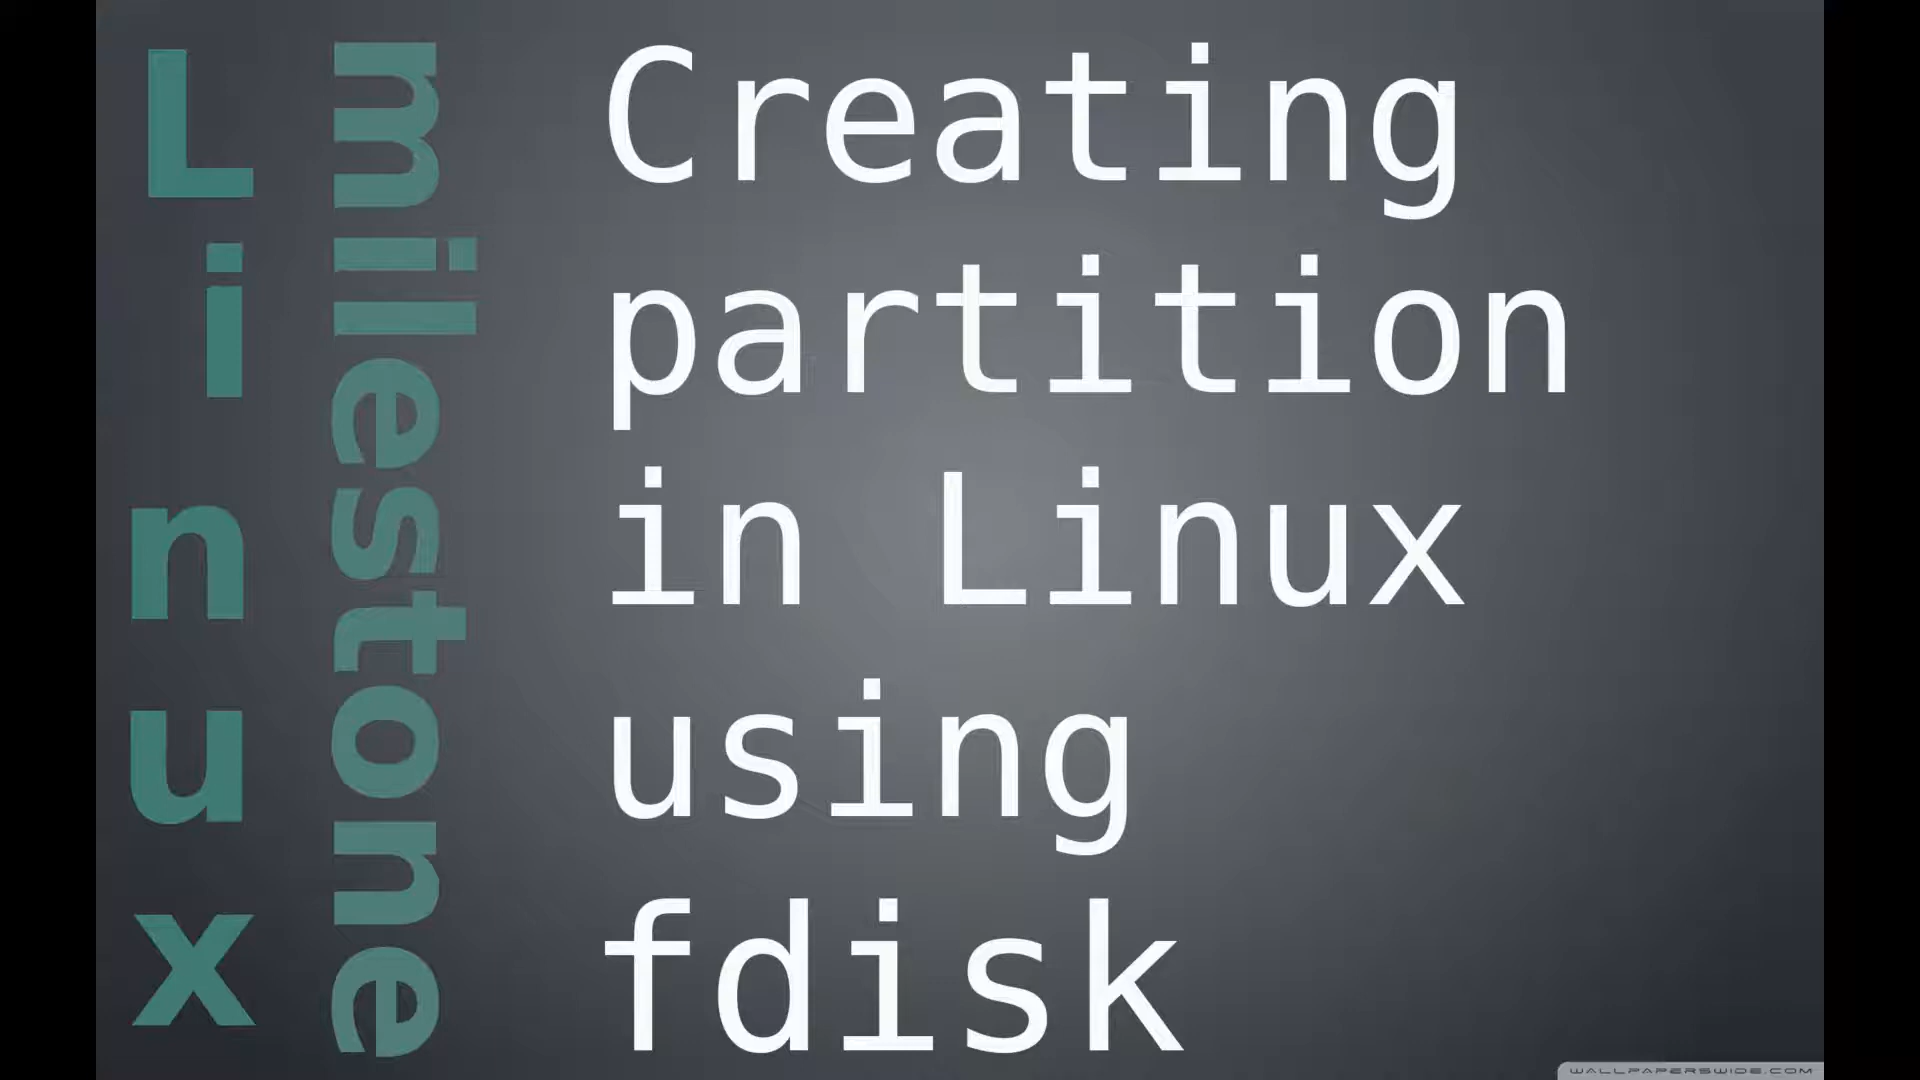 Linux
milestone
Creating
partition
in Linux
using
fdisk
WALLPAPERSWIDE.COM